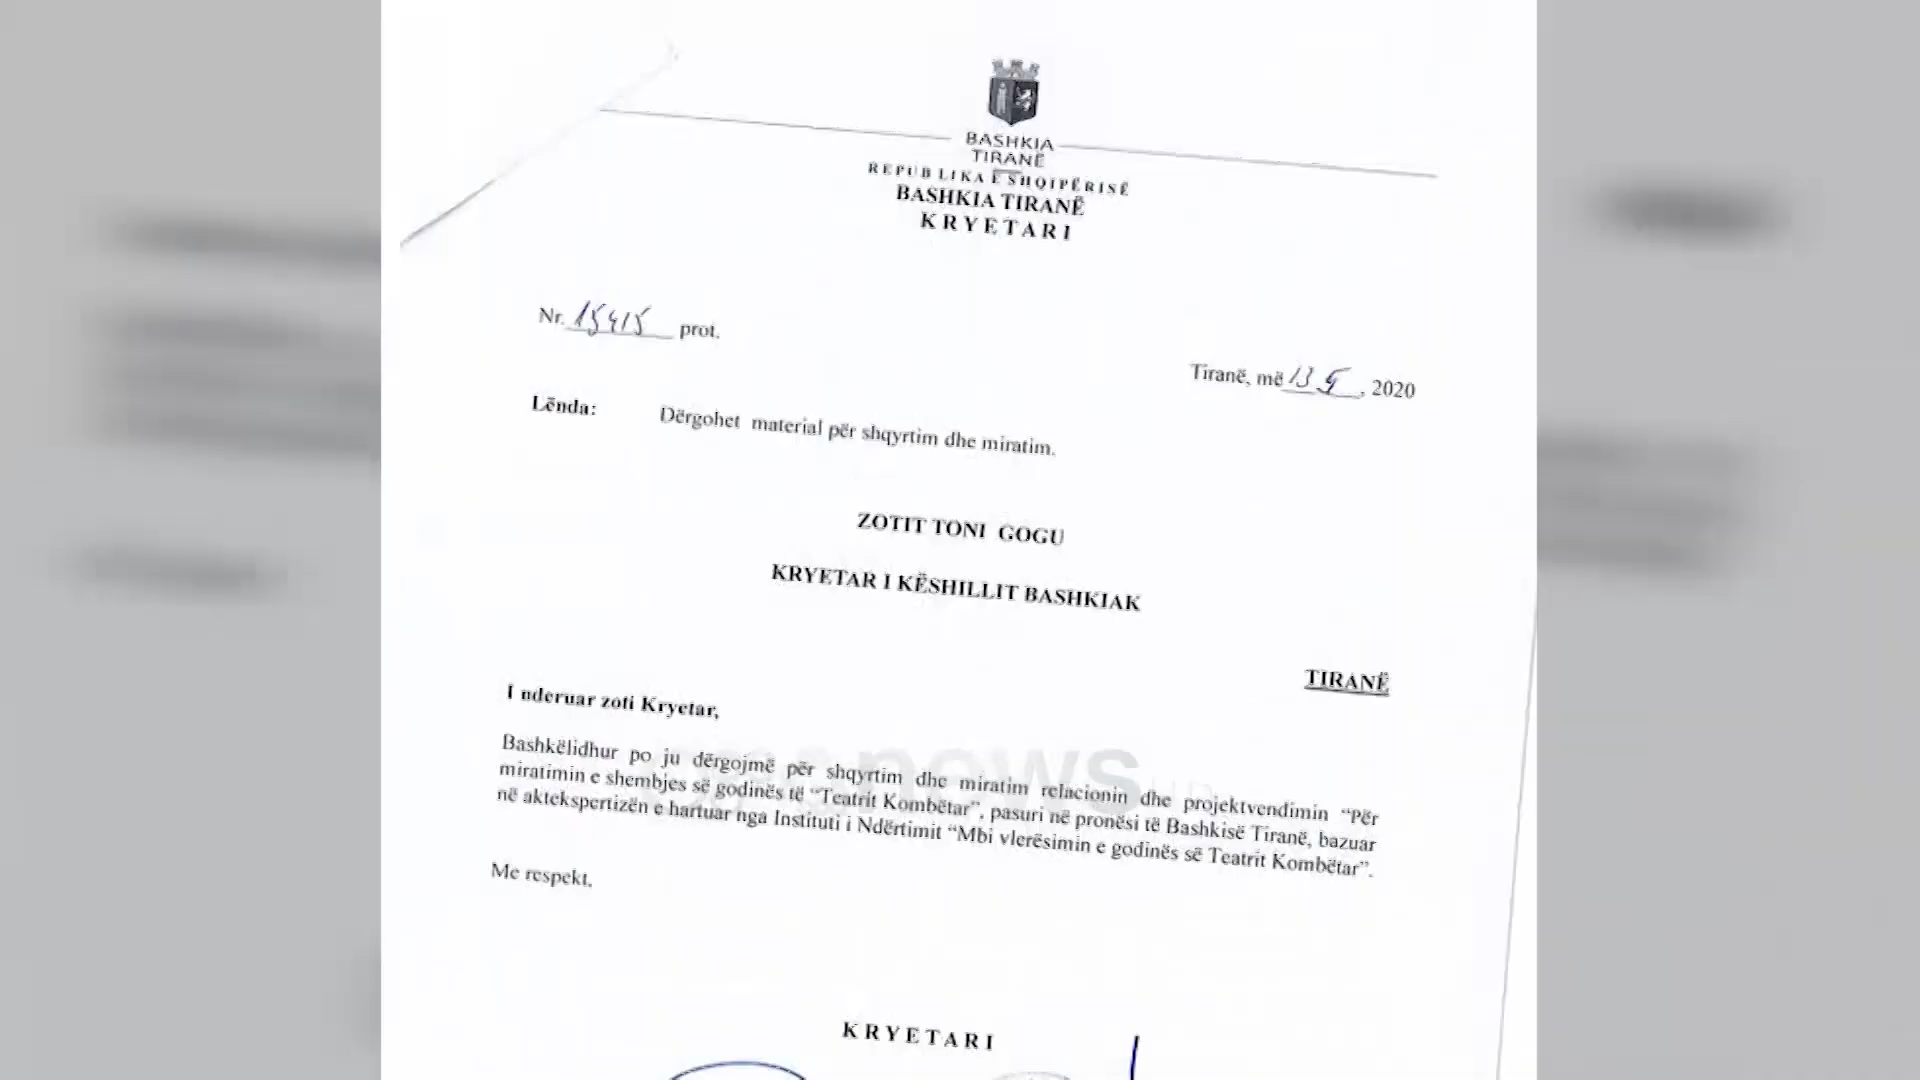 BASHKIA
TIRANË
REPUBLIKA E SHQIPËRISË
BASHKIA TIRANË
KRYETARI
Nr. 15415 prot.
Tiranë, më 13.5, 2020
Lënda: Dërgohet material për shqyrtim dhe miratim.
ZOTIT TONI GOGU
KRYETAR I KËSHILLIT BASHKIAK
TIRANË
I nderuar zoti Kryetar,
Bashkëlidhur po ju dërgojmë për shqyrtim dhe miratim relacionin dhe projektvendimin “Për
miratimin e shembjes së godinës të “Teatrit Kombëtar”, pasuri në pronësi të Bashkisë Tiranë, bazuar
në aktekspertizën e hartuar nga Instituti i Ndërtimit “Mbi vlerësimin e godinës së Teatrit Kombëtar”.
news
Me respekt,
KRYETARI